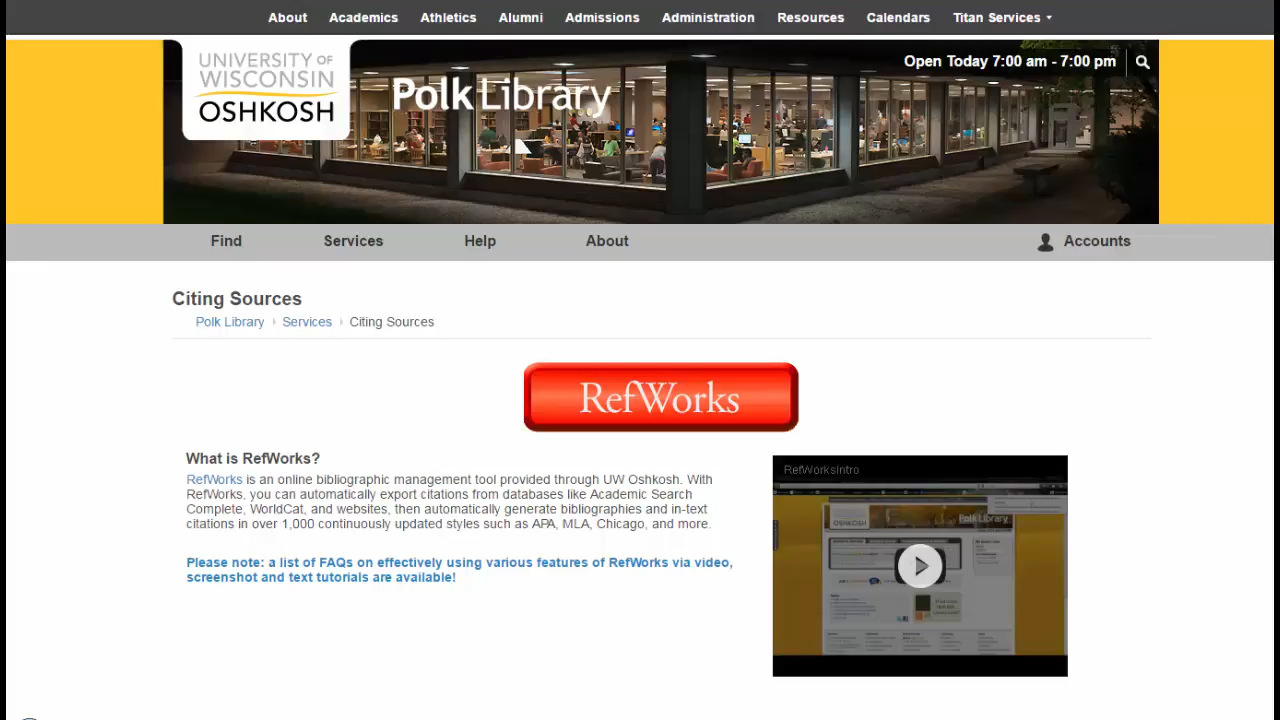 About Academics Athletics Alumni Admissions Administration Resources Calendars Titan Services
UNIVERSITY OF
WISCONSIN
OSHKOSH
Polk Library
Open Today 7:00 am - 7:00 pm
Find Services Help About Accounts
Citing Sources
Polk Library Services Citing Sources
RefWorks
What is RefWorks?
RefWorks is an online bibliographic management tool provided through UW Oshkosh. With
RefWorks, you can automatically export citations from databases like Academic Search
Complete, WorldCat, and websites, then automatically generate bibliographies and in-text
citations in over 1,000 continuously updated styles such as APA, MLA, Chicago, and more.
Please note: a list of FAQs on effectively using various features of RefWorks via video,
screenshot and text tutorials are available!
RefWorksIntro
OSHKOSH
Polk Library